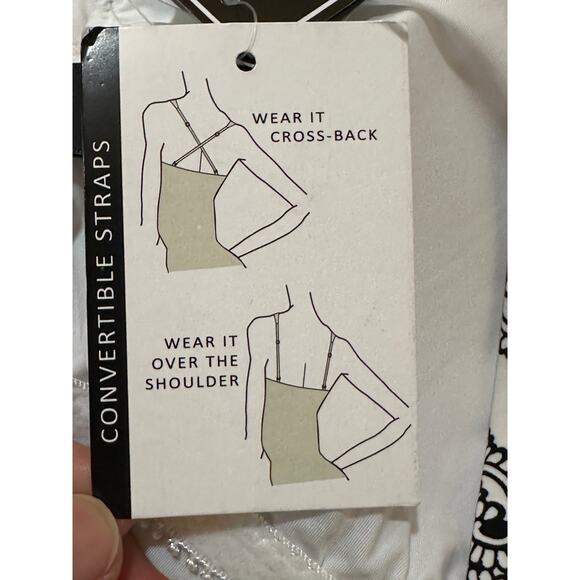 CONVERTIBLE STRAPS
WEAR IT
CROSS-BACK
WEAR IT
OVER THE
SHOULDER